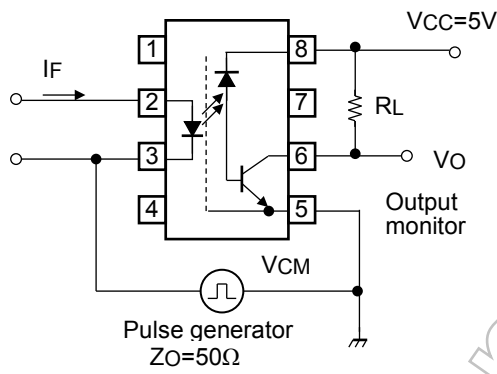 VCC=5V
IF
1
8
2
7
RL
3
6
VO
4
5
Output
monitor
VCM
Pulse generator
ZO=50Ω